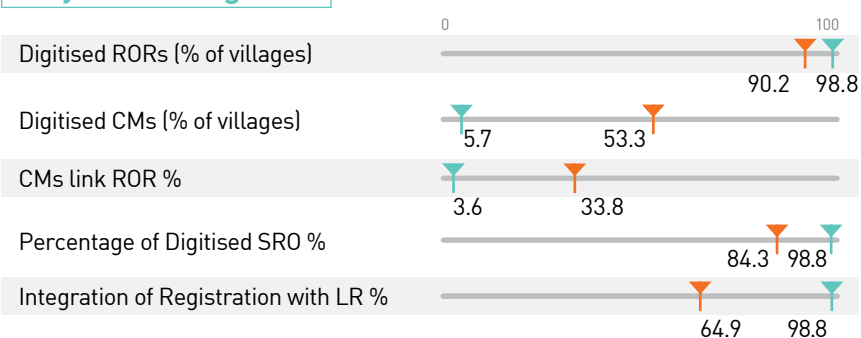 0 100
Digitised RORs (% of villages)
90.2 98.8
Digitised CMs (% of villages)
5.7 53.3
CMs link ROR %
3.6 33.8
Percentage of Digitised SRO %
84.3 98.8
Integration of Registration with LR %
64.9 98.8